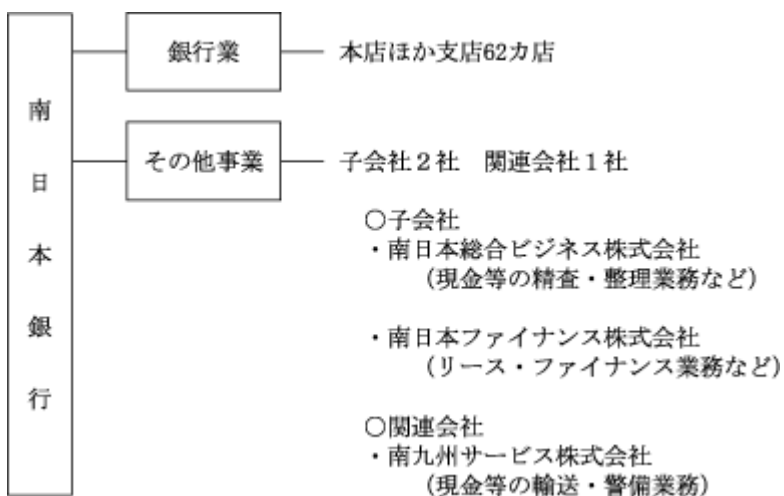 南日本銀行
銀行業
本店ほか支店62カ店
その他事業
子会社2社 関連会社1社
○子会社
・南日本総合ビジネス株式会社
(現金等の精査・整理業務など)
・南日本ファイナンス株式会社
(リース・ファイナンス業務など)
○関連会社
・南九州サービス株式会社
(現金等の輸送・警備業務)